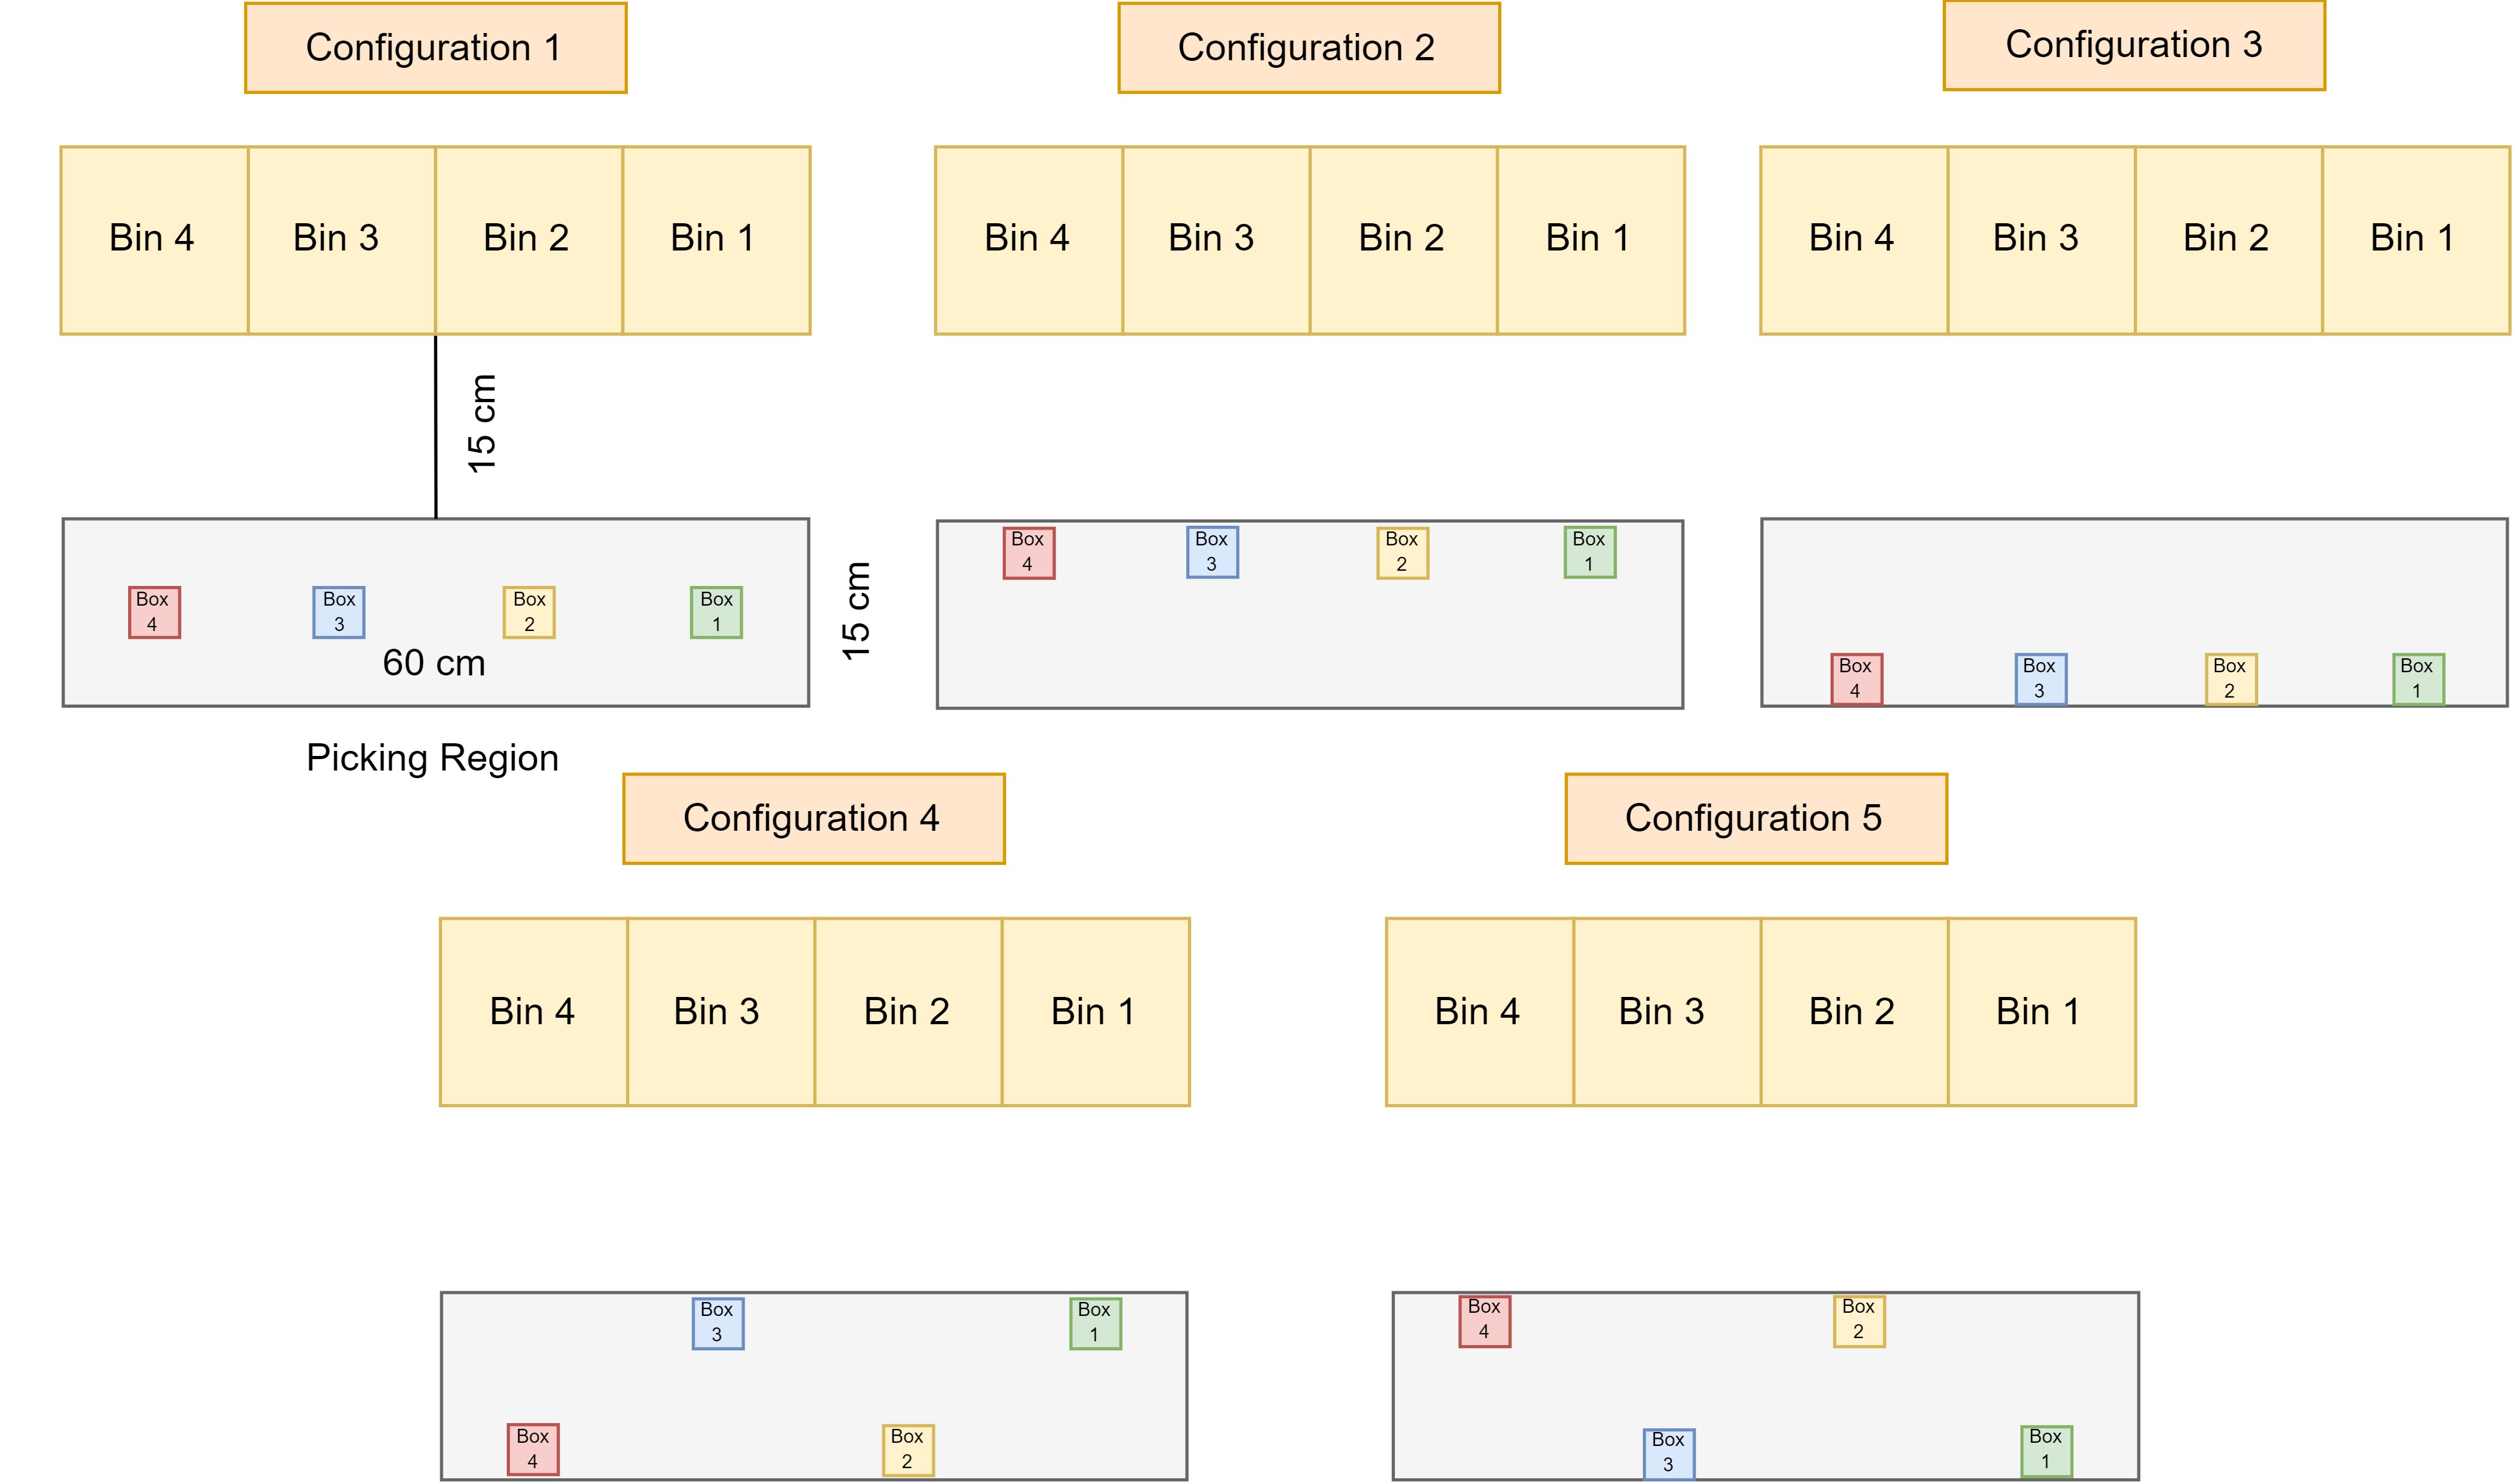 Configuration 1
Configuration 2
Configuration 3
Bin 4
Bin 3
Bin 2
Bin 1
Bin 4
Bin 3
Bin 2
Bin 1
Bin 4
Bin 3
Bin 2
Bin 1
15 cm
Box
4
Box
3
Box
2
Box
1
60 cm
15 cm
Picking Region
Box
4
Box
3
Box
2
Box
1
Box
4
Box
3
Box
2
Box
1
Configuration 4
Configuration 5
Bin 4
Bin 3
Bin 2
Bin 1
Bin 4
Bin 3
Bin 2
Bin 1
Box
3
Box
1
Box
4
Box
2
Box
4
Box
2
Box
3
Box
1